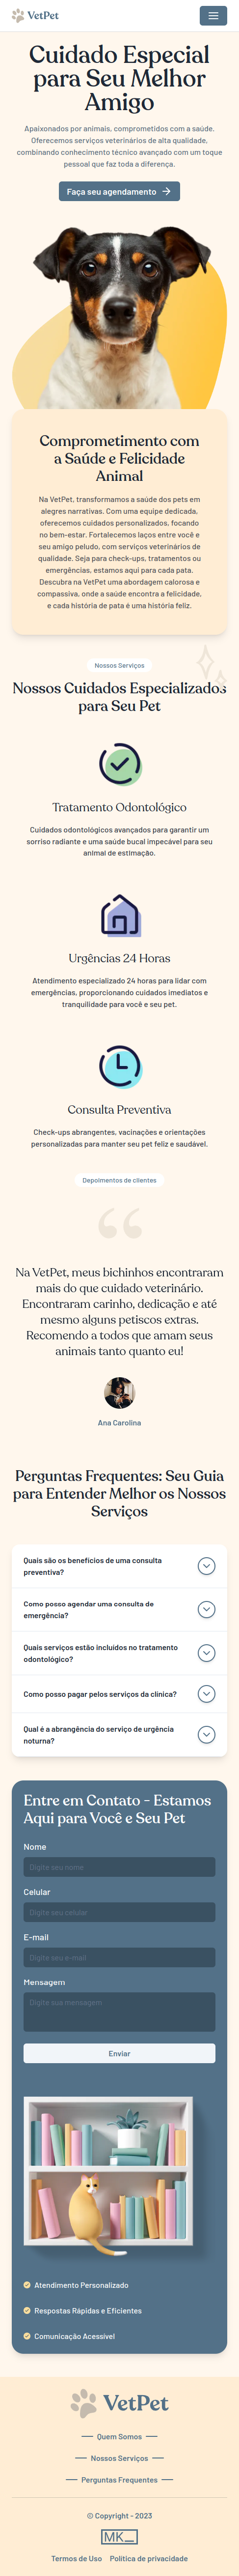 VetPet
Cuidado Especial
para Seu Melhor
Amigo
Apaixonados por animais, comprometidos com a saúde.
Oferecemos serviços veterinários de alta qualidade,
combinando conhecimento técnico avançado com um toque
pessoal que faz toda a diferença.
Faça seu agendamento
Comprometimento com
a Saúde e Felicidade
Animal
Na VetPet, transformamos a saúde dos pets em
alegres narrativas. Com uma equipe dedicada,
oferecemos cuidados personalizados, focando
no bem-estar. Fortalecemos laços entre você e
seu amigo peludo, com serviços veterinários de
qualidade. Seja para check-ups, tratamentos ou
emergências, estamos aqui para cada pata.
Descubra na VetPet uma abordagem calorosa e
compassiva, onde a saúde encontra a felicidade,
e cada história de pata é uma história feliz.
Nossos Serviços
Nossos Cuidados Especializados
para Seu Pet
Tratamento Odontológico
Cuidados odontológicos avançados para garantir um
sorriso radiante e uma saúde bucal impecável para seu
animal de estimação.
Urgências 24 Horas
Atendimento especializado 24 horas para lidar com
emergências, proporcionando cuidados imediatos e
tranquilidade para você e seu pet.
Consulta Preventiva
Check-ups abrangentes, vacinações e orientações
personalizadas para manter seu pet feliz e saudável.
Depoimentos de clientes
Na VetPet, meus bichinhos encontraram
mais do que cuidado veterinário.
Encontraram carinho, dedicação e até
mesmo alguns petiscos extras.
Recomendo a todos que amam seus
animais tanto quanto eu!
Ana Carolina
Perguntas Frequentes: Seu Guia
para Entender Melhor os Nossos
Serviços
Quais são os benefícios de uma consulta
preventiva?
Como posso agendar uma consulta de
emergência?
Quais serviços estão incluídos no tratamento
odontológico?
Como posso pagar pelos serviços da clínica?
Qual é a abrangência do serviço de urgência
noturna?
Entre em Contato - Estamos
Aqui para Você e Seu Pet
Nome
Digite seu nome
Celular
Digite seu celular
E-mail
Digite seu e-mail
Mensagem
Digite sua mensagem
Enviar
Atendimento Personalizado
Respostas Rápidas e Eficientes
Comunicação Acessível
VetPet
Quem Somos
Nossos Serviços
Perguntas Frequentes
© Copyright - 2023
MK_
Termos de Uso Política de privacidade